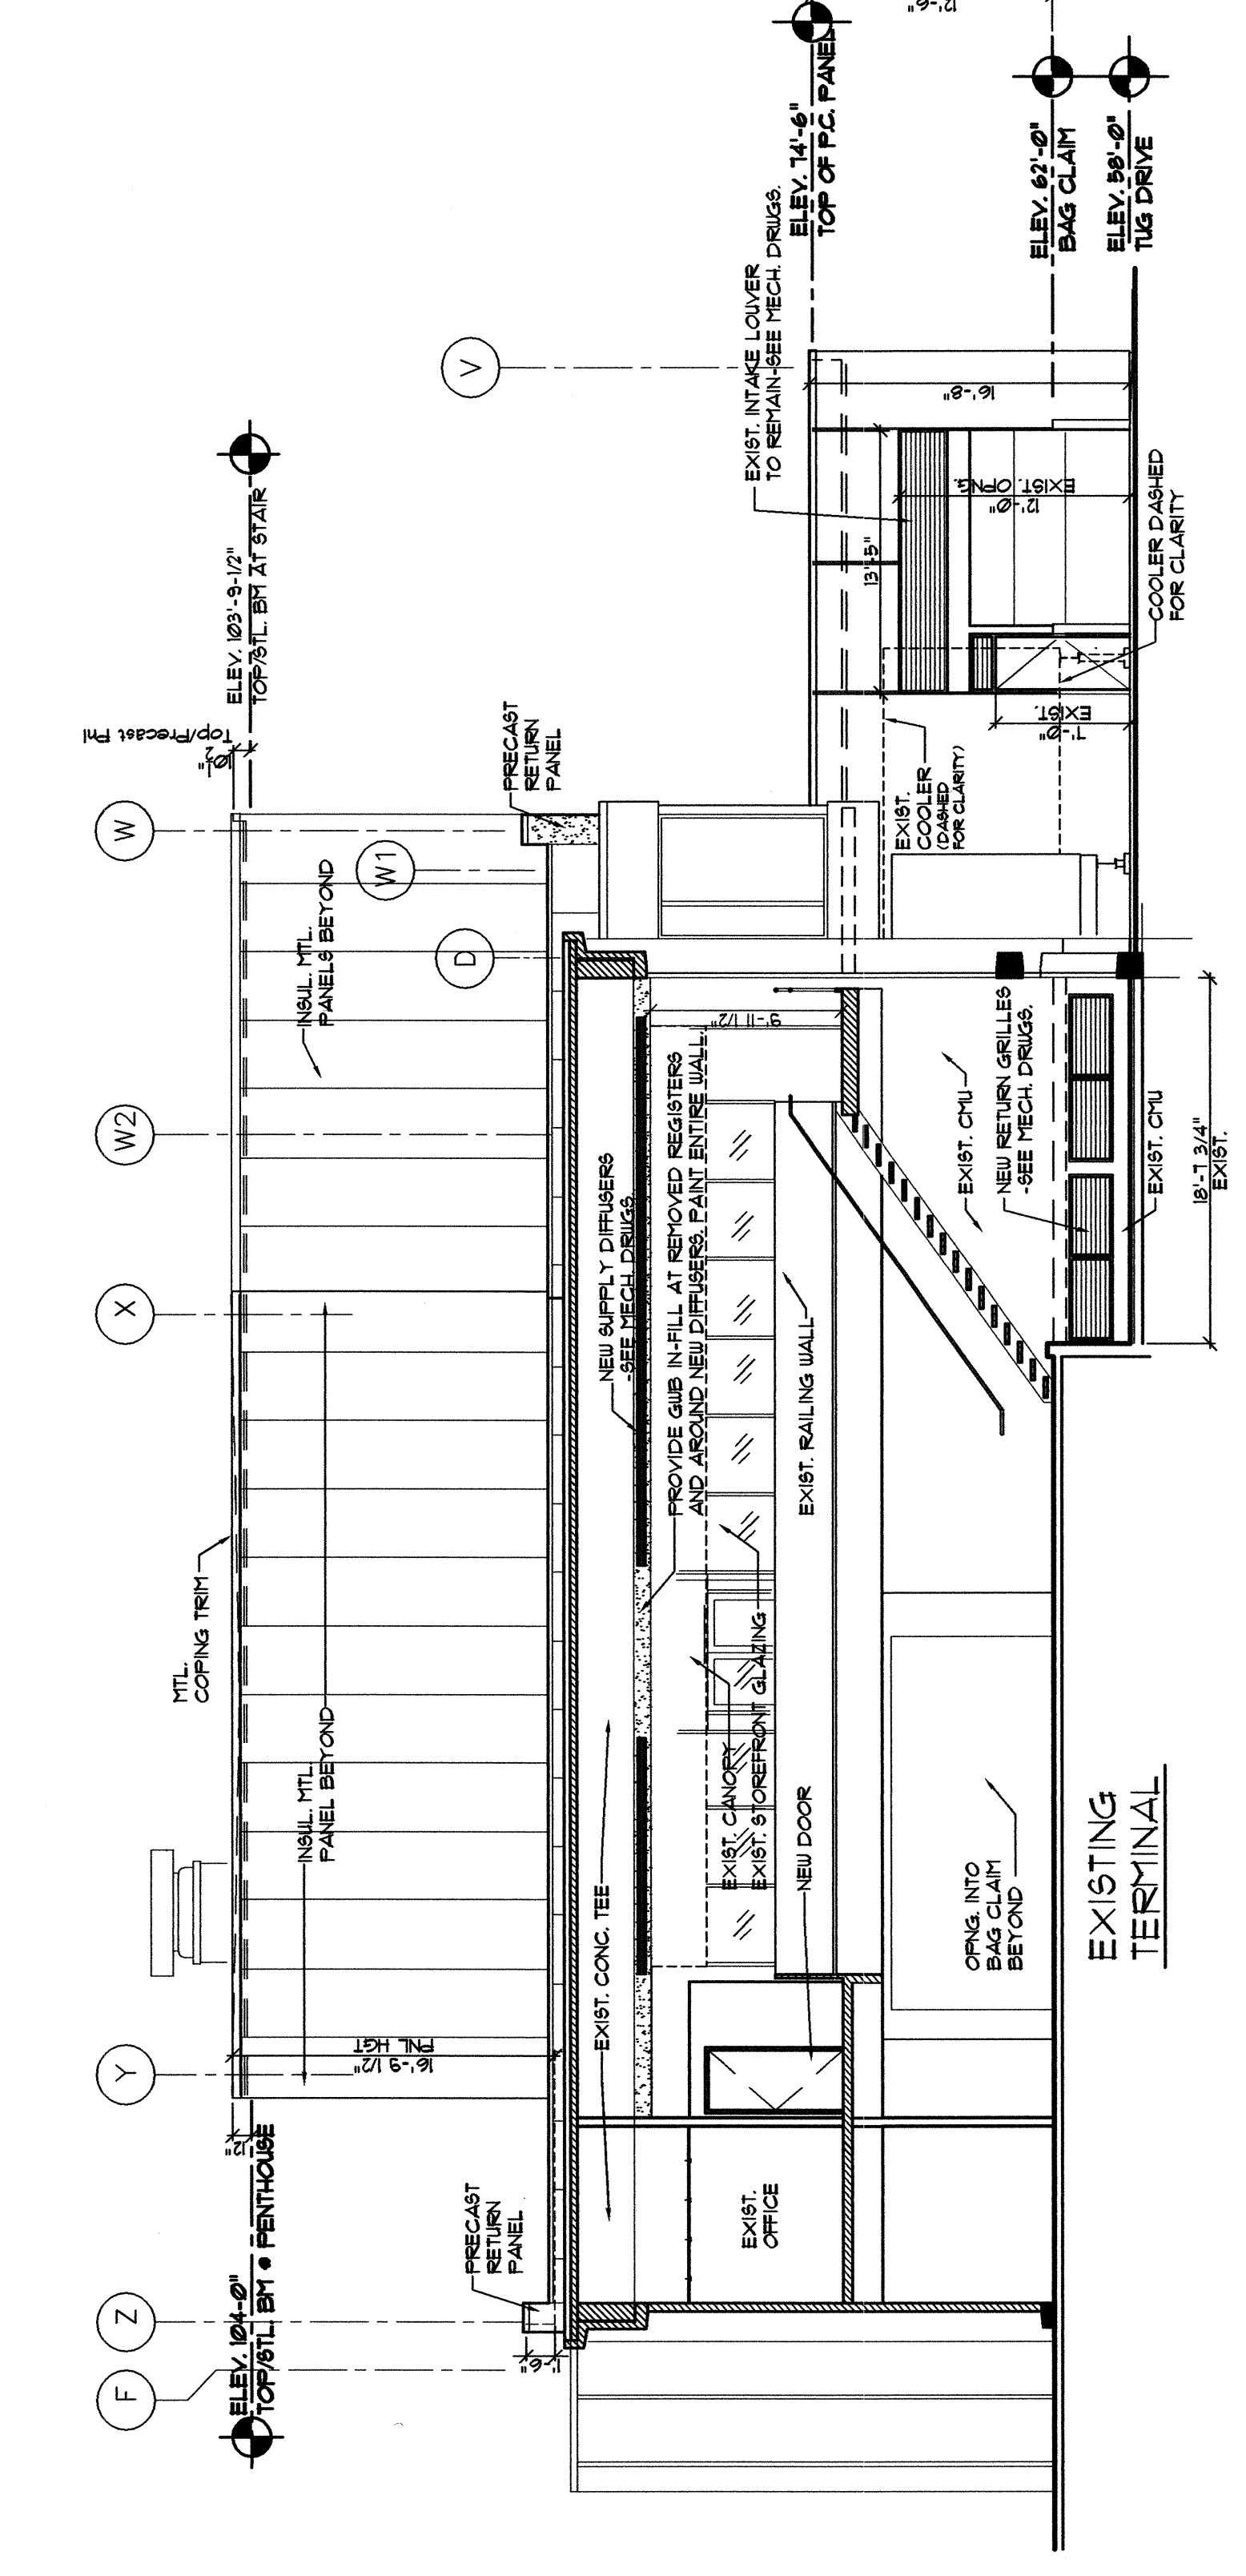 F
Z
Y
X
W2
W
W1
D
V
ELEV. 104'-0"
TOP/STL. BM @ PENTHOUSE
12"
16'-9 1/2"
PNL HGT
INSUL. MTL.
PANEL BEYOND
MTL.
COPING TRIM
INSUL. MTL.
PANELS BEYOND
10 1/2"
Top/Precast Pnl
ELEV. 103'-9-1/2"
TOP/STL. BM AT STAIR
PRECAST
RETURN
PANEL
1'-6"
PRECAST
RETURN
PANEL
EXIST. CONC. TEE
NEW SUPPLY DIFFUSERS
-SEE MECH. DRWGS.
PROVIDE GWB IN-FILL AT REMOVED REGISTERS
AND AROUND NEW DIFFUSERS. PAINT ENTIRE WALL.
9'-11 1/2"
EXIST. CANOPY
EXIST. STOREFRONT GLAZING
NEW DOOR
EXIST. RAILING WALL
EXIST.
OFFICE
OPNG. INTO
BAG CLAIM
BEYOND
EXIST. CMU
NEW RETURN GRILLES
-SEE MECH. DRWGS.
EXIST. CMU
18'-7 3/4"
EXIST.
EXISTING
TERMINAL
EXIST.
COOLER
(DASHED
FOR CLARITY)
EXIST. INTAKE LOUVER
TO REMAIN-SEE MECH. DRWGS.
13'-5"
16'-8"
12'-0"
EXIST. OPNG.
7'-0"
EXIST.
COOLER DASHED
FOR CLARITY
ELEV. 74'-6"
TOP OF P.C. PANEL
12'-6"
ELEV. 62'-0"
BAG CLAIM
ELEV. 58'-0"
TUG DRIVE